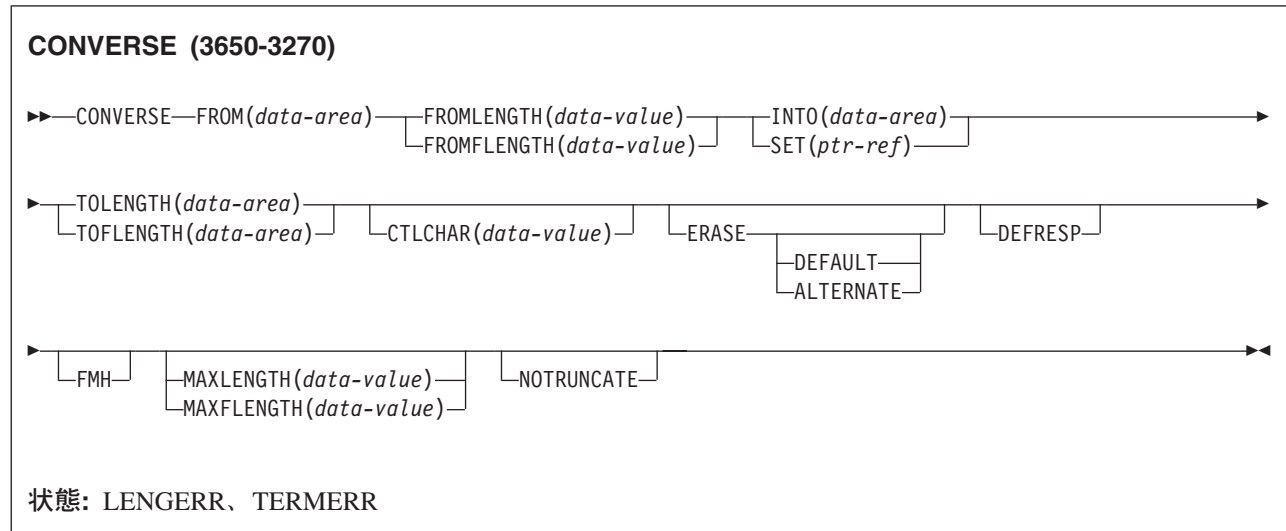 CONVERSE (3650-3270)
CONVERSE FROM(data-area) FROMLENGTH(data-value) INTO(data-area)
FROMFLENGTH(data-value) SET(ptr-ref)
TOLENGTH(data-area)
TOFLENGTH(data-area) CTLCHAR(data-value) ERASE DEFRESP
DEFAULT
ALTERNATE
FMH MAXLENGTH(data-value) NOTRUNCATE
MAXFLENGTH(data-value)
状態: LENGERR、TERMERR